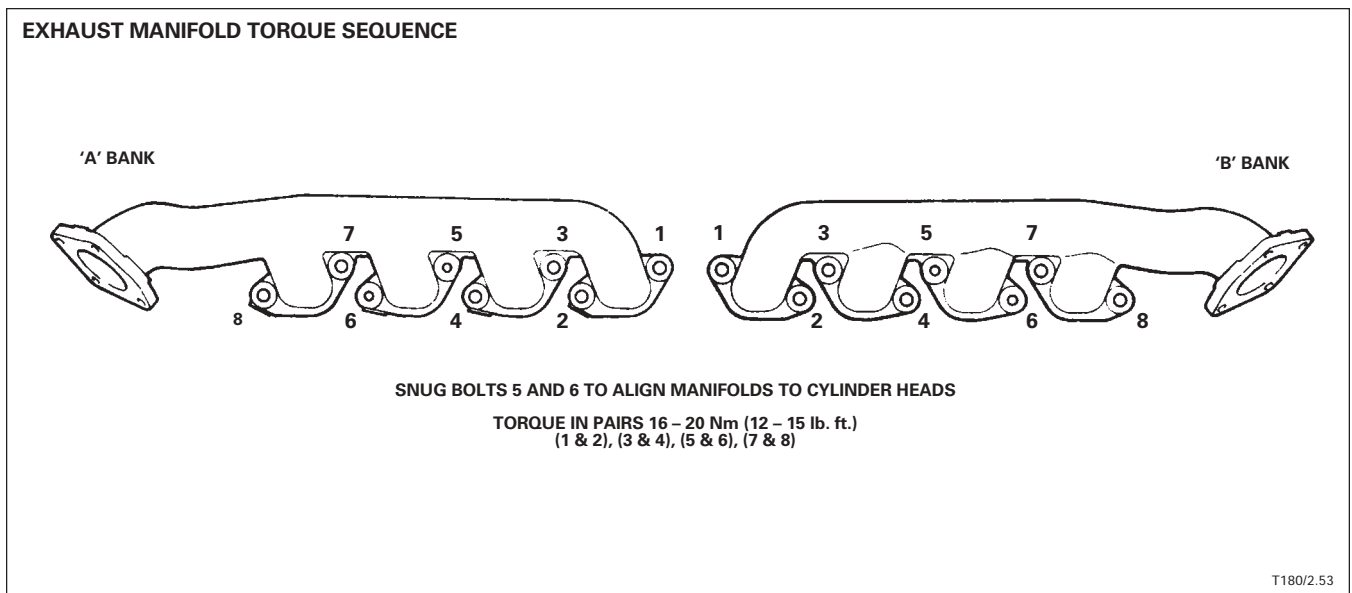 EXHAUST MANIFOLD TORQUE SEQUENCE
‘A’ BANK
‘B’ BANK
7 5 3 1 1 3 5 7
8 6 4 2 2 4 6 8
SNUG BOLTS 5 AND 6 TO ALIGN MANIFOLDS TO CYLINDER HEADS
TORQUE IN PAIRS 16 – 20 Nm (12 – 15 lb. ft.)
(1 & 2), (3 & 4), (5 & 6), (7 & 8)
T180/2.53